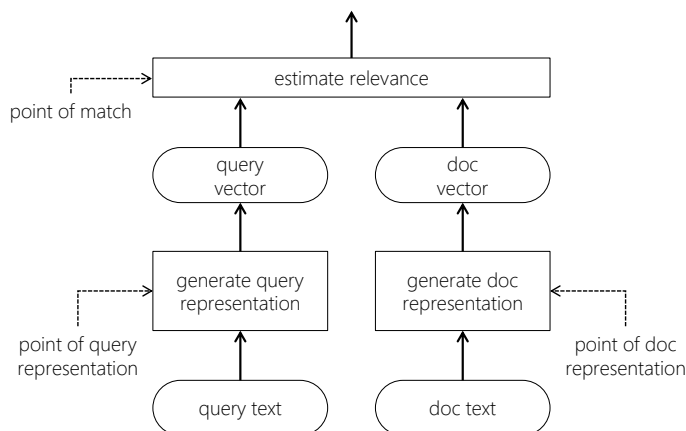 estimate relevance
point of match
query
vector
doc
vector
generate query
representation
generate doc
representation
point of query
representation
point of doc
representation
query text
doc text